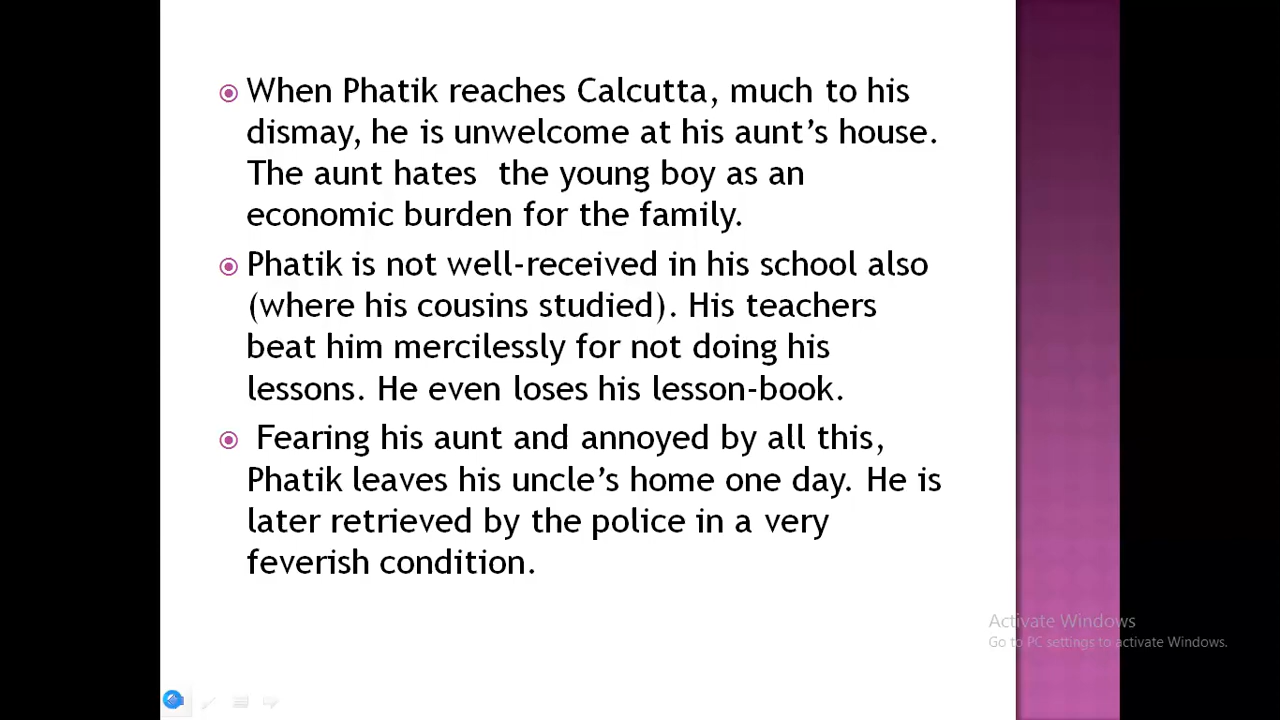 When Phatik reaches Calcutta, much to his
dismay, he is unwelcome at his aunt’s house.
The aunt hates  the young boy as an
economic burden for the family.
Phatik is not well-received in his school also
(where his cousins studied). His teachers
beat him mercilessly for not doing his
lessons. He even loses his lesson-book.
Fearing his aunt and annoyed by all this,
Phatik leaves his uncle’s home one day. He is
later retrieved by the police in a very
feverish condition.
Activate Windows
Go to PC settings to activate Windows.